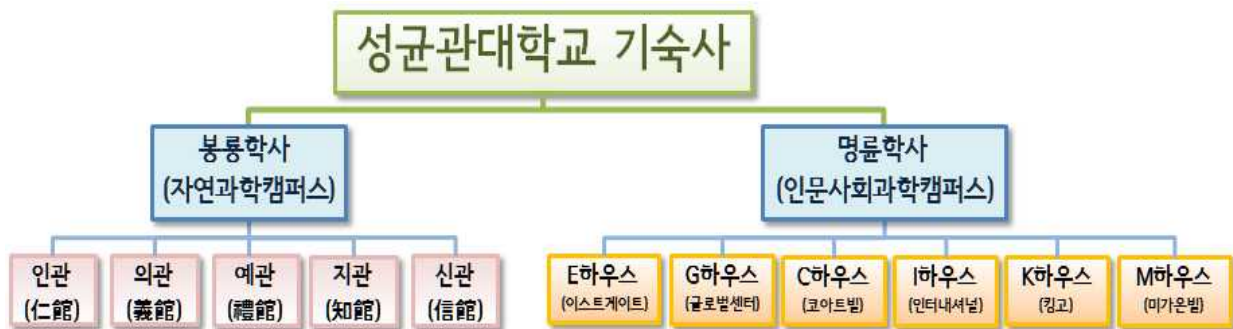 성균관대학교 기숙사
봉룡학사
(자연과학캠퍼스)
명륜학사
(인문사회과학캠퍼스)
인관
(仁館)
의관
(義館)
예관
(禮館)
지관
(知館)
신관
(信館)
E하우스
(이스트게이트)
G하우스
(글로벌센터)
C하우스
(코아트빌)
I하우스
(인터내셔널)
K하우스
(킹고)
M하우스
(미가온빌)